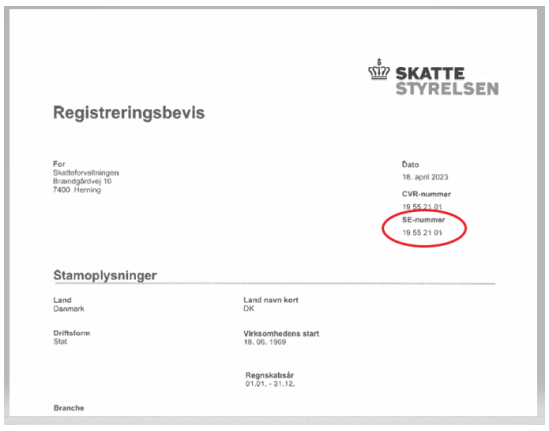 SKATTE
STYRELSEN
Registreringsbevis
For
Skatteforvaltningen
Brændgårdvej 10
7400 Herning
Dato
18. april 2023
CVR-nummer
19 55 21 01
SE-nummer
19 55 21 01
Stamoplysninger
Land
Danmark
Land navn kort
DK
Driftsform
Stat
Virksomhedens start
18. 06. 1969
Regnskabsår
01.01. - 31.12.
Branche